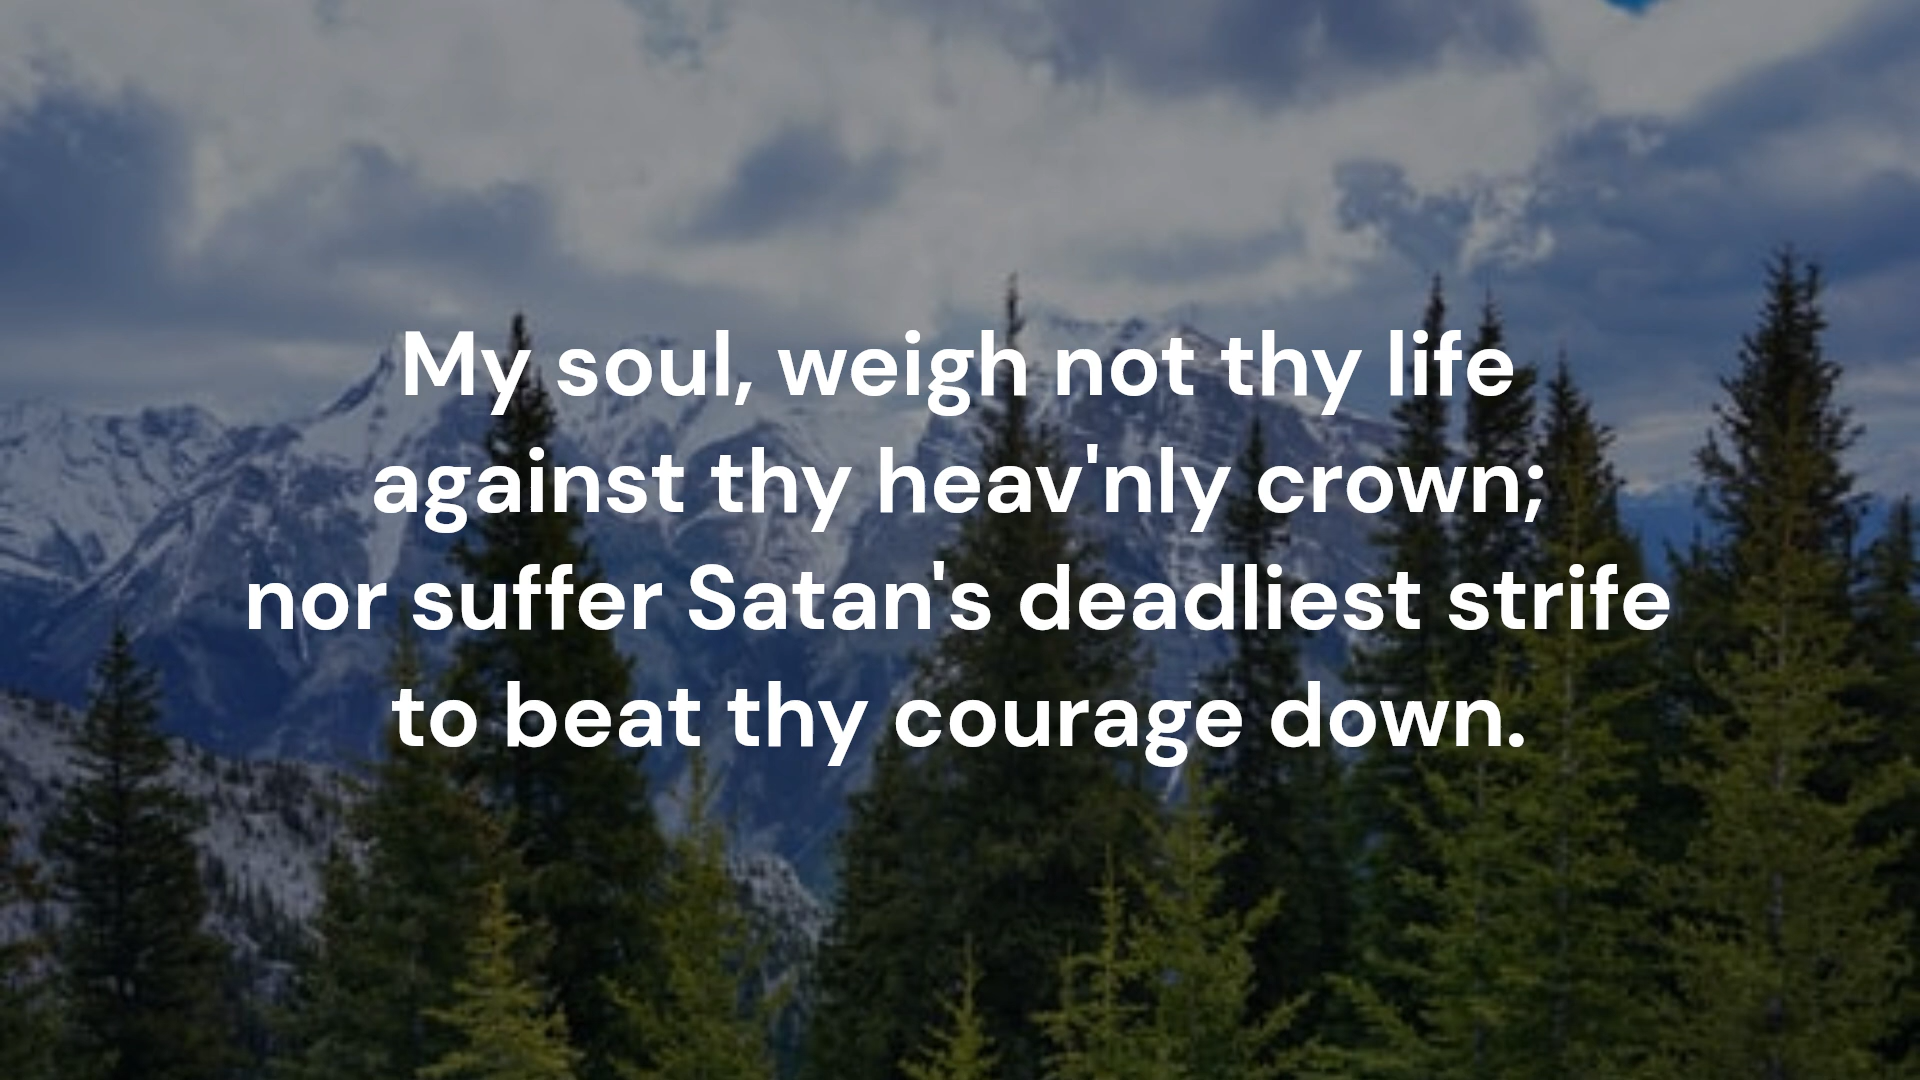 My soul, weigh not thy life
against thy heav'nly crown;
nor suffer Satan's deadliest strife
to beat thy courage down.